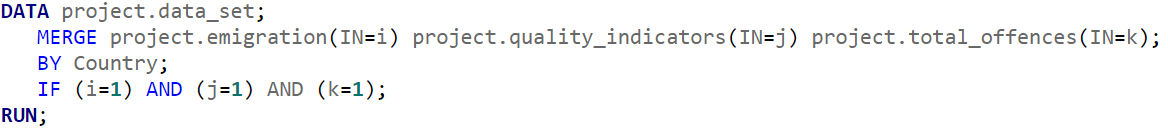 DATA project.data_set;
MERGE project.emigration(IN=i) project.quality_indicators(IN=j) project.total_offences(IN=k);
BY Country;
IF (i=1) AND (j=1) AND (k=1);
RUN;